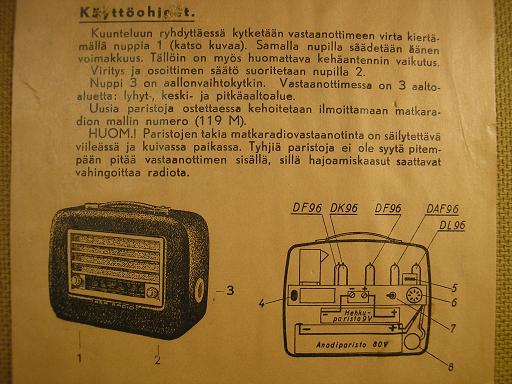 Käyttöohjeet.
Kuunteluun ryhdyttäessä kytketään vastaanottimeen virta kiertä-
mällä nuppia 1 (katso kuvaa). Samalla nupilla säädetään äänen
voimakkuus. Tällöin on myös huomattava kehäantennin vaikutus.
Viritys ja osoittimen säätö suoritetaan nupilla 2.
Nuppi 3 on aallonvaihtokytkin. Vastaanottimessa on 3 aalto-
aluetta: lyhyt-, keski- ja pitkäaaltoalue.
Uusia paristoja ostettaessa kehoitetaan ilmoittamaan matkara-
dion mallin numero (119 M).
HUOM.! Paristojen takia matkaradiovastaanotinta on säilytettävä
viileässä ja kuivassa paikassa. Tyhjiä paristoja ei ole syytä pitem-
pään pitää vastaanottimen sisällä, sillä hajoamiskaasut saattavat
vahingoittaa radiota.
DF96 DK96 DF96 DAF96
DL96
3
4
5
6
7
8
Hehku-
paristo 9V
Anodiparisto 80V
1 2